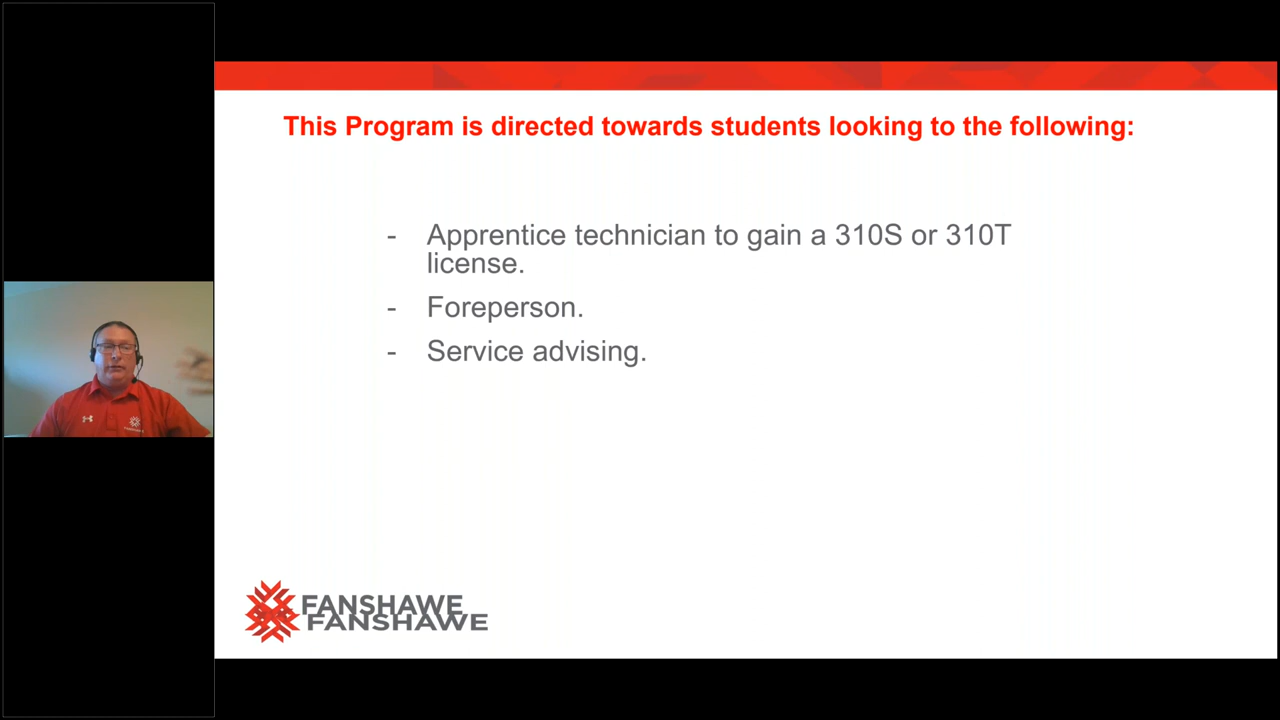 This Program is directed towards students looking to the following:
- Apprentice technician to gain a 310S or 310T
license.
- Foreperson.
- Service advising.
FANSHAWE
FANSHAWE